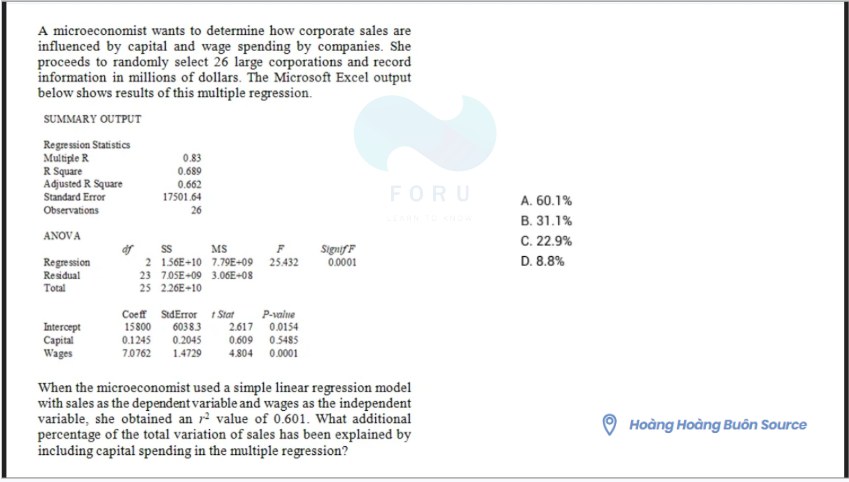 A microeconomist wants to determine how corporate sales are
influenced by capital and wage spending by companies. She
proceeds to randomly select 26 large corporations and record
information in millions of dollars. The Microsoft Excel output
below shows results of this multiple regression.
SUMMARY OUTPUT
Regression Statistics
Multiple R 0.83
R Square 0.689
Adjusted R Square 0.662
Standard Error 17501.64
Observations 26
ANOVA
df SS MS F Signif F
Regression 2 1.56E+10 7.79E+09 25.432 0.0001
Residual 23 7.05E+09 3.06E+08
Total 25 2.26E+10
Coeff StdError t Stat P-value
Intercept 15800 6038.3 2.617 0.0154
Capital 0.1245 0.2045 0.609 0.5485
Wages 7.0762 1.4729 4.804 0.0001
When the microeconomist used a simple linear regression model
with sales as the dependent variable and wages as the independent
variable, she obtained an r² value of 0.601. What additional
percentage of the total variation of sales has been explained by
including capital spending in the multiple regression?
FORU
A. 60.1%
B. 31.1%
C. 22.9%
D. 8.8%
Hoàng Hoàng Buôn Source